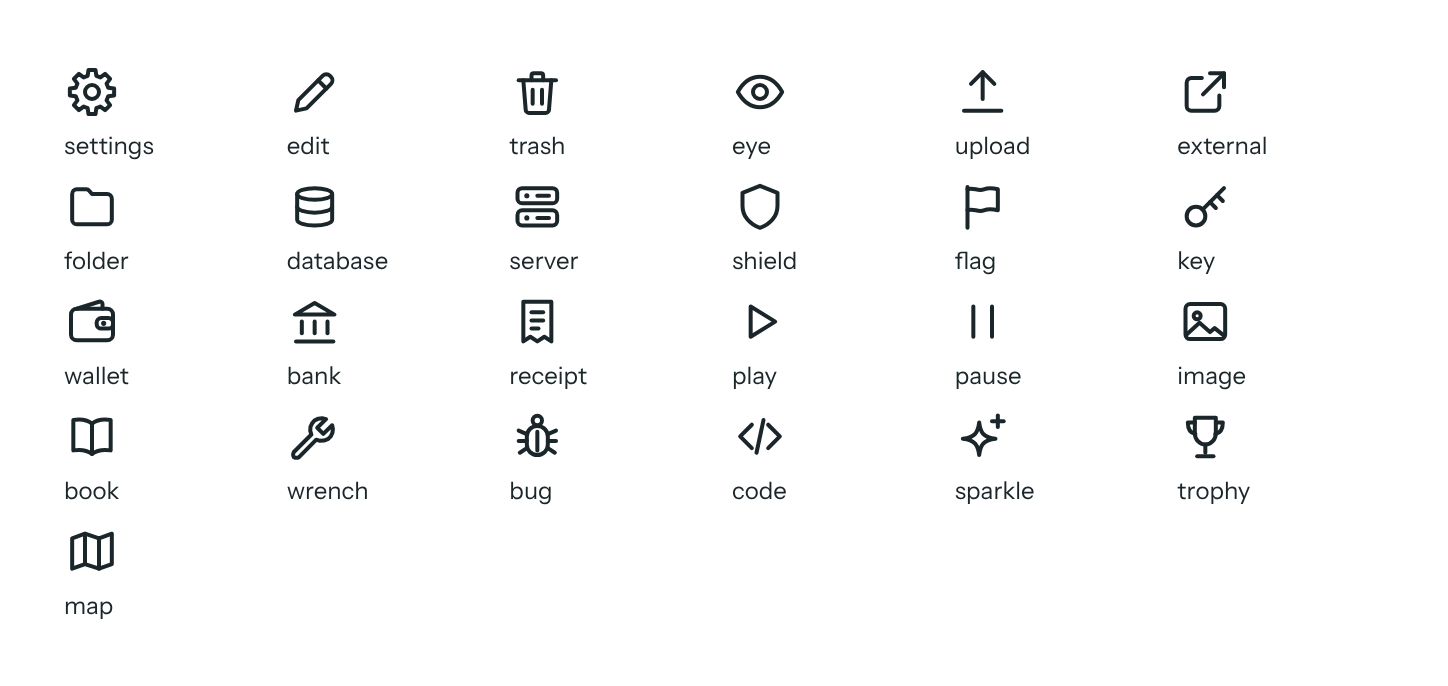 settings edit trash eye upload external
folder database server shield flag key
wallet bank receipt play pause image
book wrench bug code sparkle trophy
map